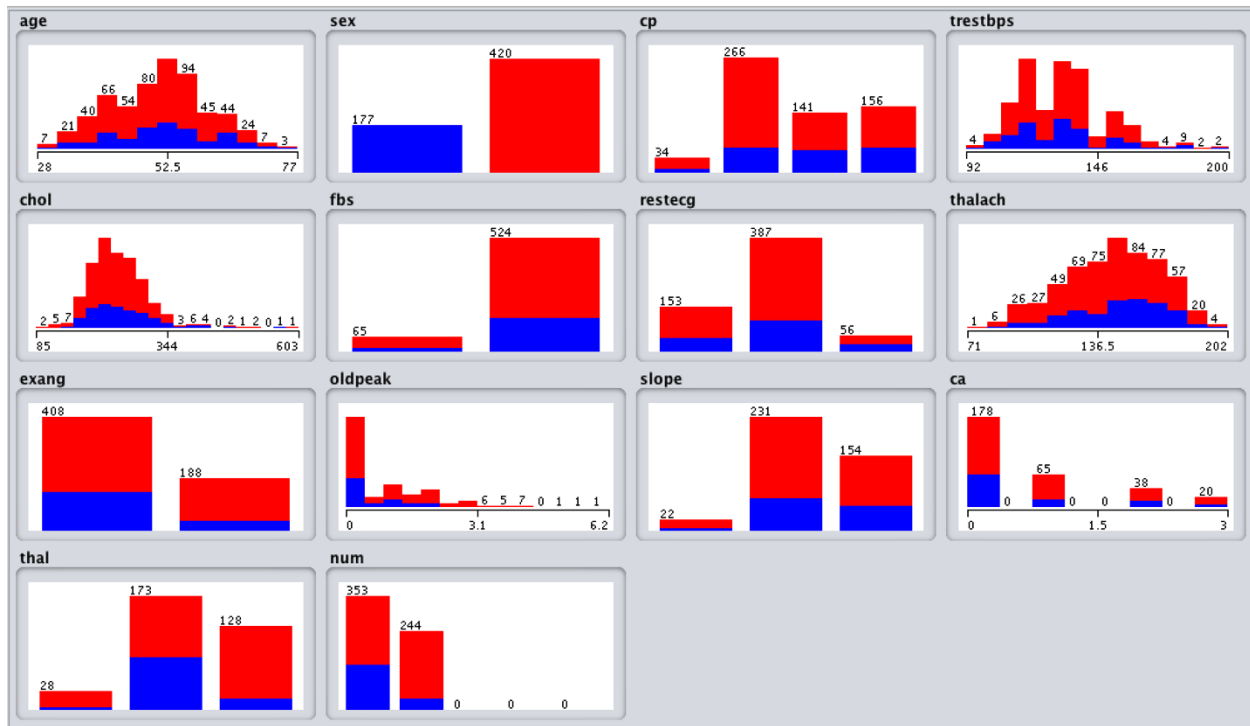 age sex cp trestbps
7 21 40 66 54 80 94 45 44 24 7 3
28 52.5 77
177 420
34 266 141 156
4 4 9 2 2
92 146 200
chol fbs restecg thalach
2 5 7 3 6 4 0 2 1 2 0 1 1
85 344 603
65 524
153 387 56
1 6 26 27 49 69 75 84 77 57 20 4
71 136.5 202
exang oldpeak slope ca
408 188
6 5 7 0 1 1 1
0 3.1 6.2
22 231 154
178 0 65 0 0 38 0 20
0 1.5 3
thal num
28 173 128
353 244 0 0 0